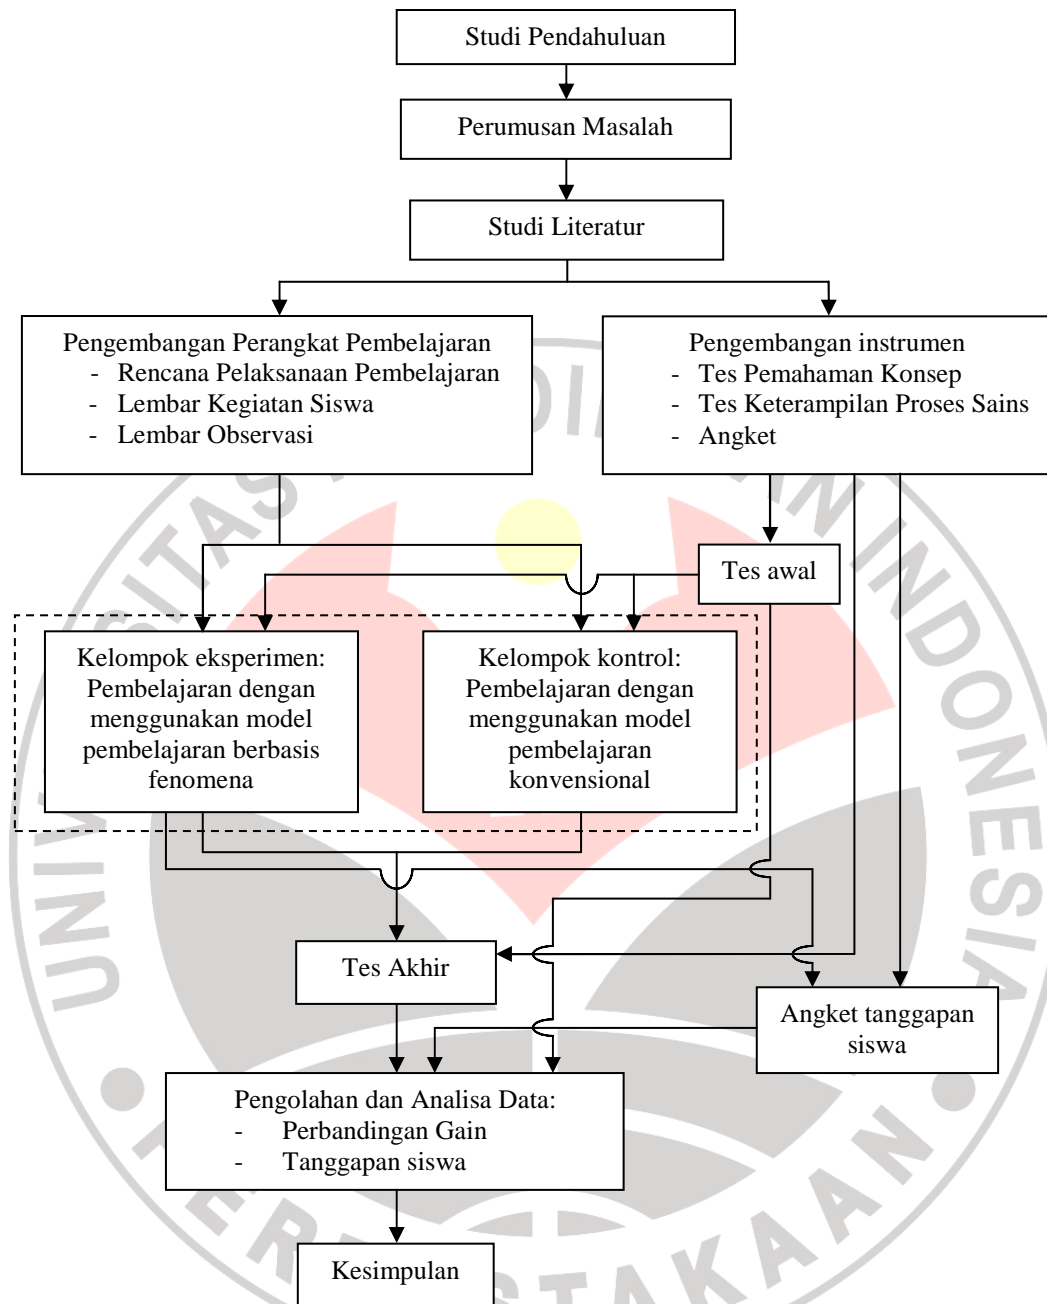 Studi Pendahuluan
Perumusan Masalah
Studi Literatur
Pengembangan Perangkat Pembelajaran
- Rencana Pelaksanaan Pembelajaran
- Lembar Kegiatan Siswa
- Lembar Observasi
Pengembangan instrumen
- Tes Pemahaman Konsep
- Tes Keterampilan Proses Sains
- Angket
Tes awal
Kelompok eksperimen:
Pembelajaran dengan
menggunakan model
pembelajaran berbasis
fenomena
Kelompok kontrol:
Pembelajaran dengan
menggunakan model
pembelajaran
konvensional
Tes Akhir
Angket tanggapan
siswa
Pengolahan dan Analisa Data:
- Perbandingan Gain
- Tanggapan siswa
Kesimpulan
INDONESIA